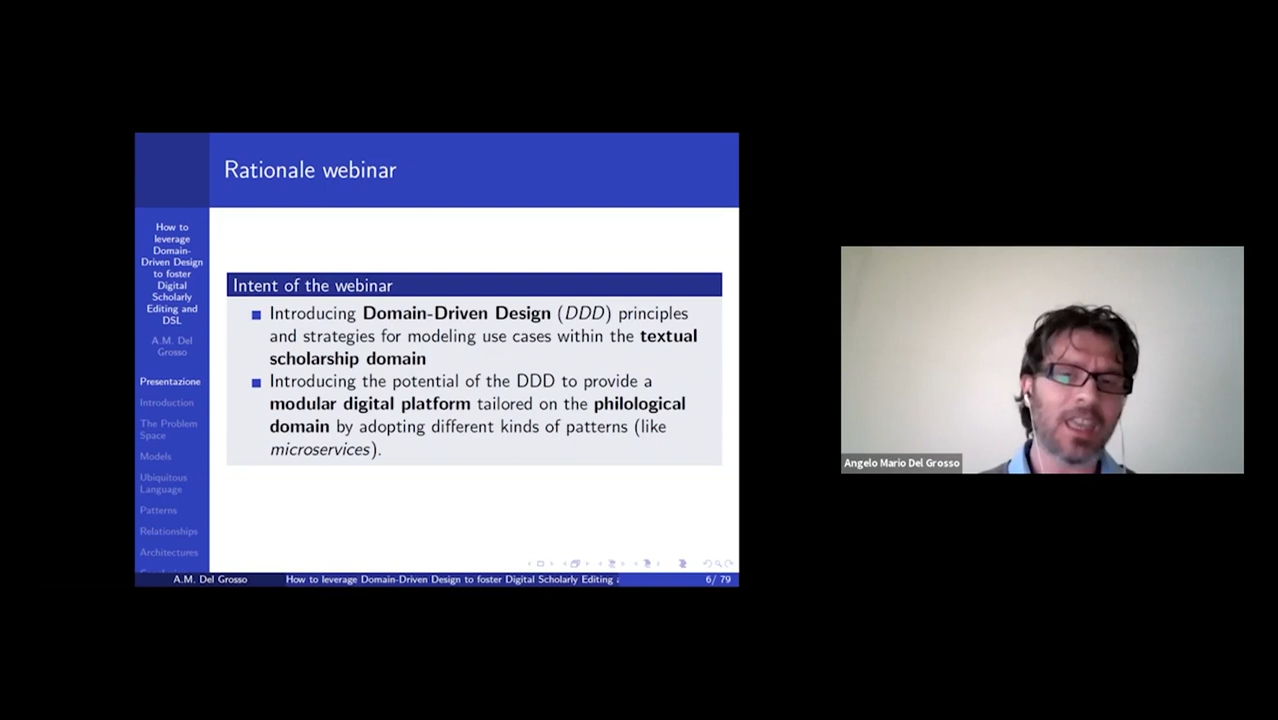 Rationale webinar
How to
leverage
Domain-
Driven Design
to foster
Digital
Scholarly
Editing and
DSL
A.M. Del
Grosso
Presentazione
Introduction
The Problem
Space
Models
Ubiquitous
Language
Patterns
Relationships
Architectures
Intent of the webinar
Introducing Domain-Driven Design (DDD) principles
and strategies for modeling use cases within the textual
scholarship domain
Introducing the potential of the DDD to provide a
modular digital platform tailored on the philological
domain by adopting different kinds of patterns (like
microservices).
A.M. Del Grosso
How to leverage Domain-Driven Design to foster Digital Scholarly Editing
6/ 79
Angelo Mario Del Grosso